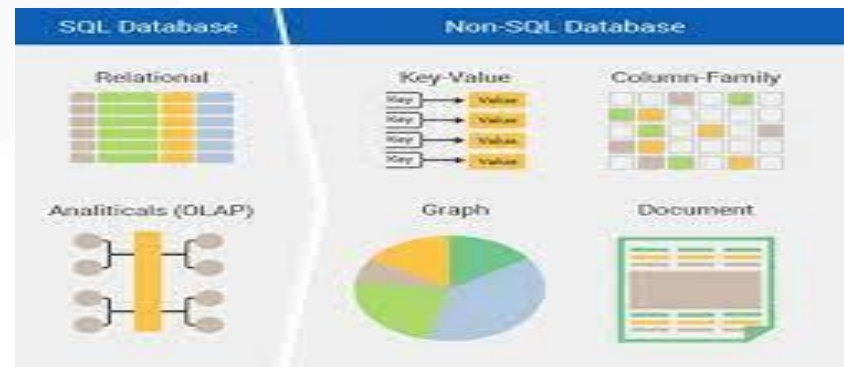 SQL Database
Non-SQL Database
Relational
Key-Value
Column-Family
Key
Value
Key
Value
Key
Value
Key
Value
Analiticals (OLAP)
Graph
Document